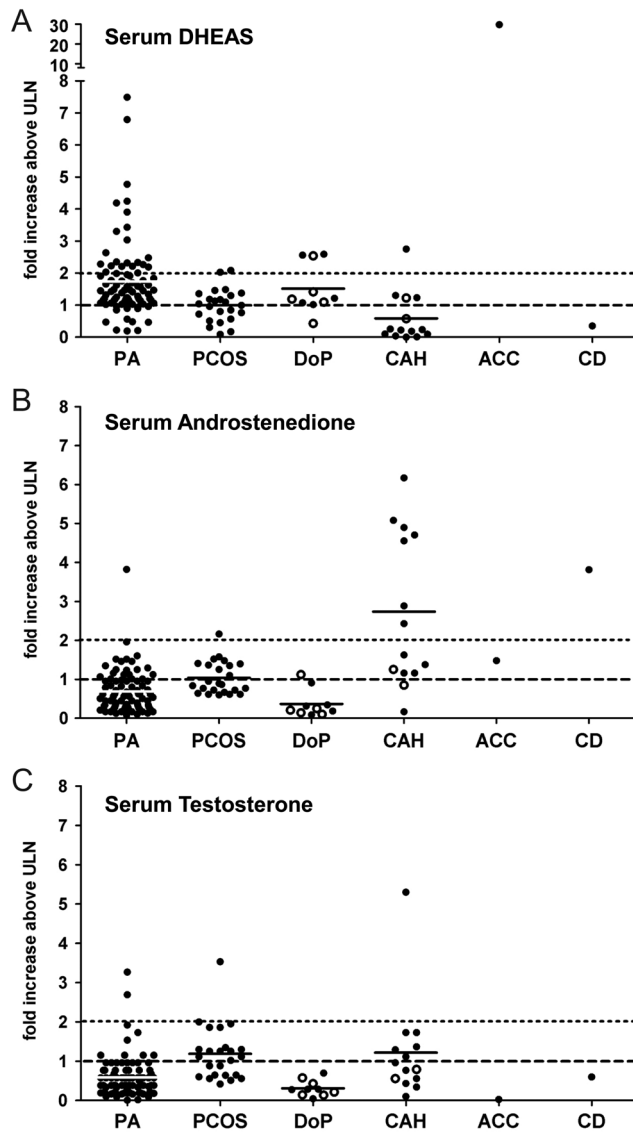 A
Serum DHEAS
fold increase above ULN
30
20
10
8
7
6
5
4
3
2
1
0
PA PCOS DoP CAH ACC CD
B
Serum Androstenedione
fold increase above ULN
8
7
6
5
4
3
2
1
0
PA PCOS DoP CAH ACC CD
C
Serum Testosterone
fold increase above ULN
8
7
6
5
4
3
2
1
0
PA PCOS DoP CAH ACC CD